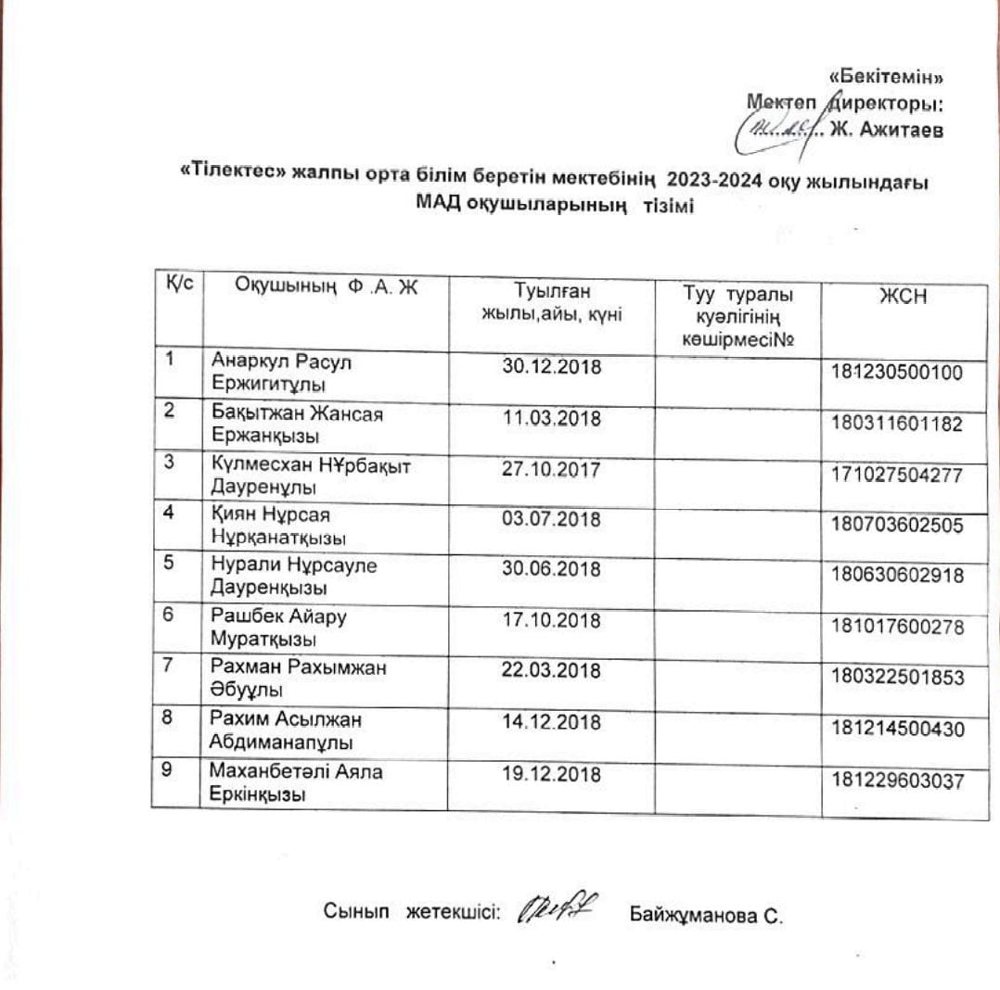 «Бекітемін»
Мектеп директоры:
Ж. Ажитаев
«Тілектес» жалпы орта білім беретін мектебінің 2023-2024 оқу жылындағы
МАД оқушыларының тізімі
Қ/с Оқушының Ф .А. Ж Туылған жылы,айы, күні Туу туралы куәлігінің көшірмесі№ ЖСН
1 Анаркул Расул Ержигитұлы 30.12.2018 181230500100
2 Бақытжан Жансая Ержанқызы 11.03.2018 180311601182
3 Күлмесхан НҰрбақыт Дауренұлы 27.10.2017 171027504277
4 Қиян Нұрсая Нұрқанатқызы 03.07.2018 180703602505
5 Нурали Нұрсауле Дауренқызы 30.06.2018 180630602918
6 Рашбек Айару Муратқызы 17.10.2018 181017600278
7 Рахман Рахымжан Әбуұлы 22.03.2018 180322501853
8 Рахим Асылжан Абдиманапұлы 14.12.2018 181214500430
9 Маханбетәлі Аяла Еркінқызы 19.12.2018 181229603037
Сынып жетекшісі: Байжұманова С.